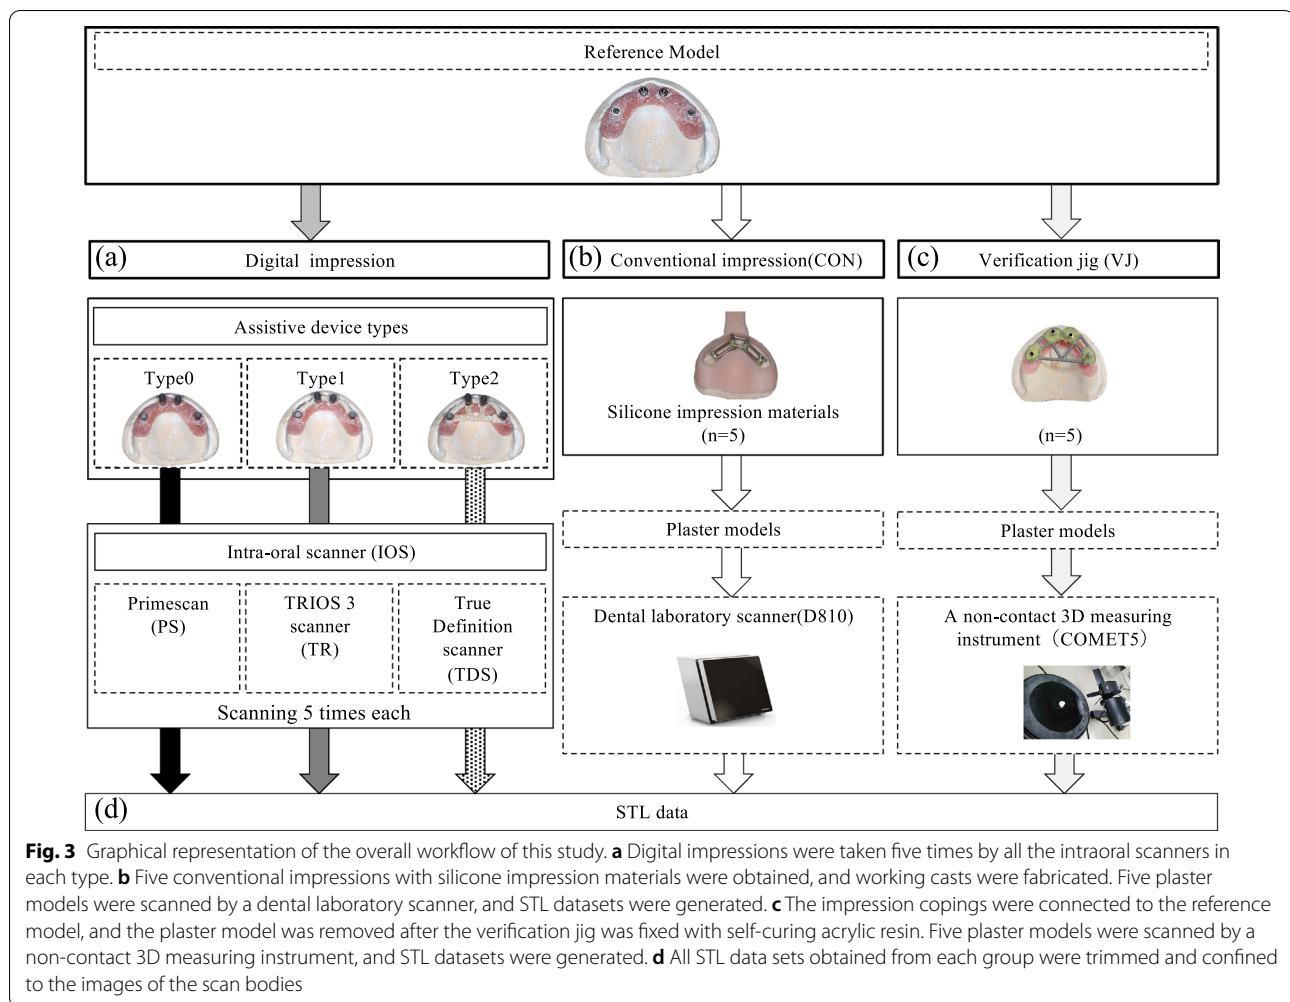 Reference Model
(a)
Digital impression
(b)
Conventional impression(CON)
(c)
Verification jig (VJ)
Assistive device types
Type0
Type1
Type2
Silicone impression materials
(n=5)
(n=5)
Plaster models
Plaster models
Intra-oral scanner (IOS)
Primescan
(PS)
TRIOS 3
scanner
(TR)
True
Definition
scanner
(TDS)
Scanning 5 times each
Dental laboratory scanner(D810)
A non-contact 3D measuring
instrument（COMET5）
(d)
STL data
Fig. 3 Graphical representation of the overall workflow of this study. a Digital impressions were taken five times by all the intraoral scanners in
each type. b Five conventional impressions with silicone impression materials were obtained, and working casts were fabricated. Five plaster
models were scanned by a dental laboratory scanner, and STL datasets were generated. c The impression copings were connected to the reference
model, and the plaster model was removed after the verification jig was fixed with self-curing acrylic resin. Five plaster models were scanned by a
non-contact 3D measuring instrument, and STL datasets were generated. d All STL data sets obtained from each group were trimmed and confined
to the images of the scan bodies